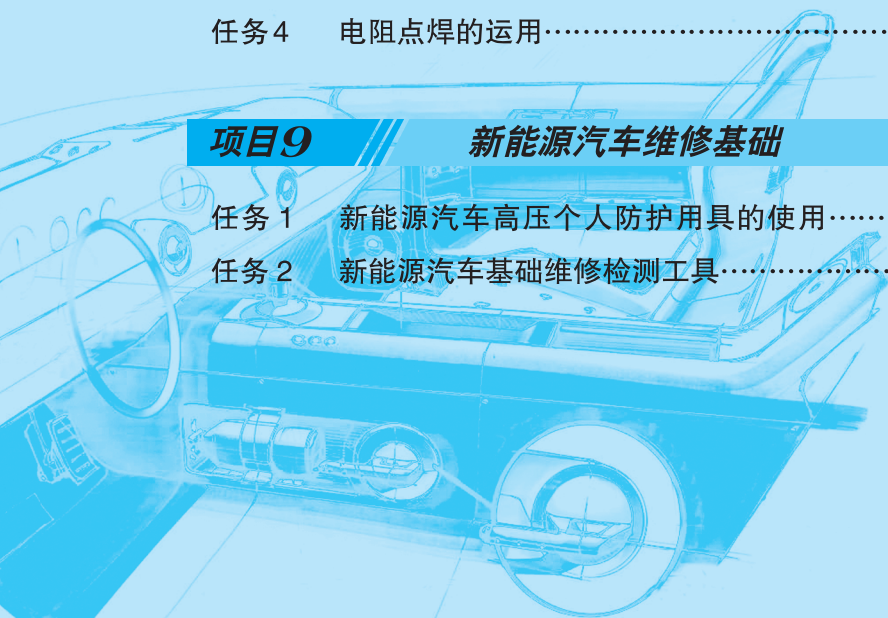 任务4 电阻点焊的运用……………………………………
项目9 新能源汽车维修基础
任务1 新能源汽车高压个人防护用具的使用……
任务2 新能源汽车基础维修检测工具………………